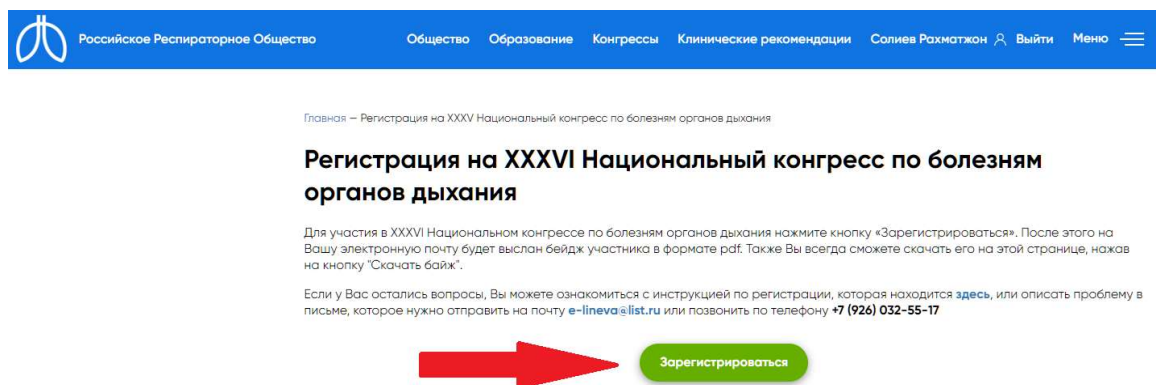 Российское Респираторное Общество Общество Образование Конгрессы Клинические рекомендации Солиев Рахматжон Выйти Меню
Главная — Регистрация на XXXV Национальный конгресс по болезням органов дыхания
Регистрация на XXXVI Национальный конгресс по болезням
органов дыхания
Для участия в XXXVI Национальном конгрессе по болезням органов дыхания нажмите кнопку «Зарегистрироваться». После этого на
Вашу электронную почту будет выслан бейдж участника в формате pdf. Также Вы всегда сможете скачать его на этой странице, нажав
на кнопку "Скачать байж".
Если у Вас остались вопросы, Вы можете ознакомиться с инструкцией по регистрации, которая находится здесь, или описать проблему в
письме, которое нужно отправить на почту e-lineva@list.ru или позвонить по телефону +7 (926) 032-55-17
Зарегистрироваться